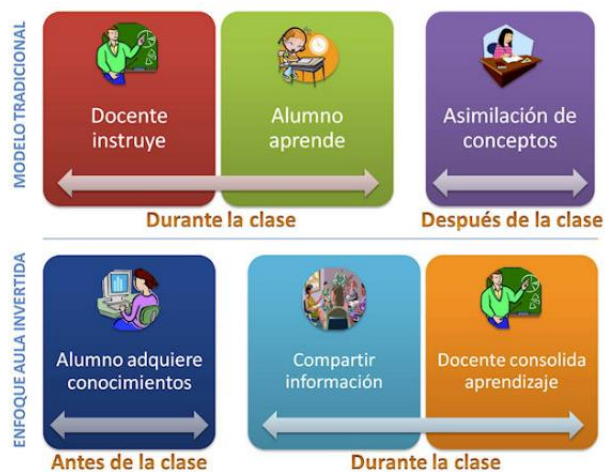 MODELO TRADICIONAL
Docente
instruye
Alumno
aprende
Asimilación de
conceptos
Durante la clase
Después de la clase
ENFOQUE AULA INVERTIDA
Alumno adquiere
conocimientos
Compartir
información
Docente consolida
aprendizaje
Antes de la clase
Durante la clase